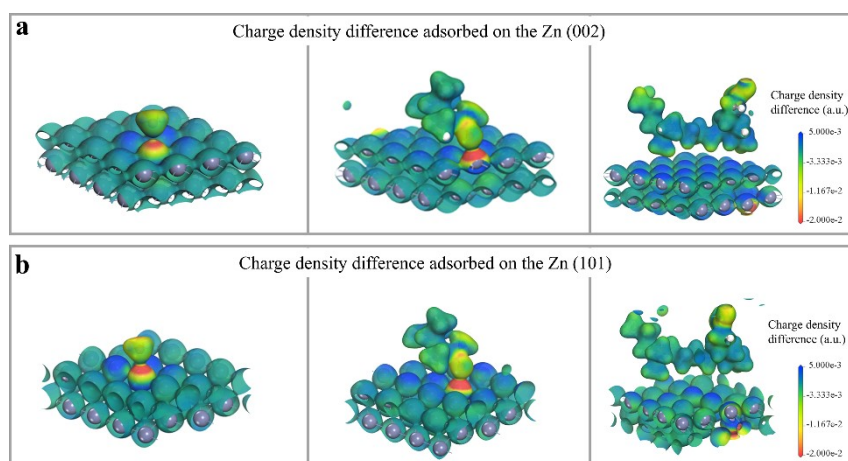 a
Charge density difference adsorbed on the Zn (002)
Charge density
difference (a.u.)
5.000e-3
-3.333e-3
-1.167e-2
-2.000e-2
b
Charge density difference adsorbed on the Zn (101)
Charge density
difference (a.u.)
5.000e-3
-3.333e-3
-1.167e-2
-2.000e-2